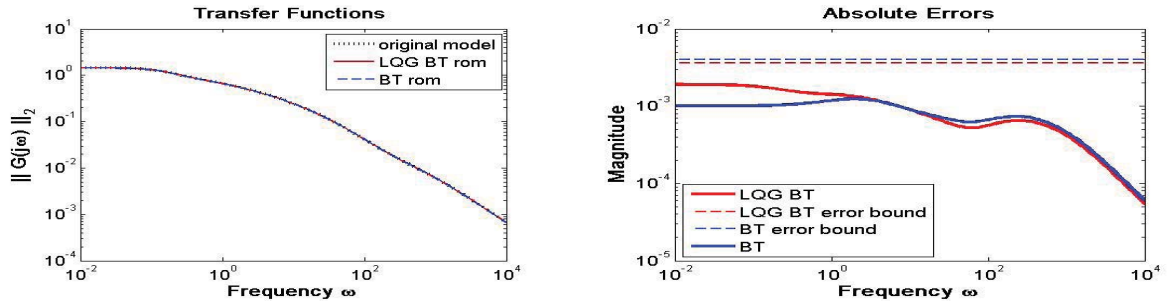 Transfer Functions
10^1
10^0
10^-1
10^-2
10^-3
10^-4
|| G(jω) ||_2
original model
LQG BT rom
BT rom
10^-2
10^0
10^2
10^4
Frequency ω
Absolute Errors
10^-2
10^-3
10^-4
10^-5
Magnitude
LQG BT
LQG BT error bound
BT error bound
BT
10^-2
10^0
10^2
10^4
Frequency ω